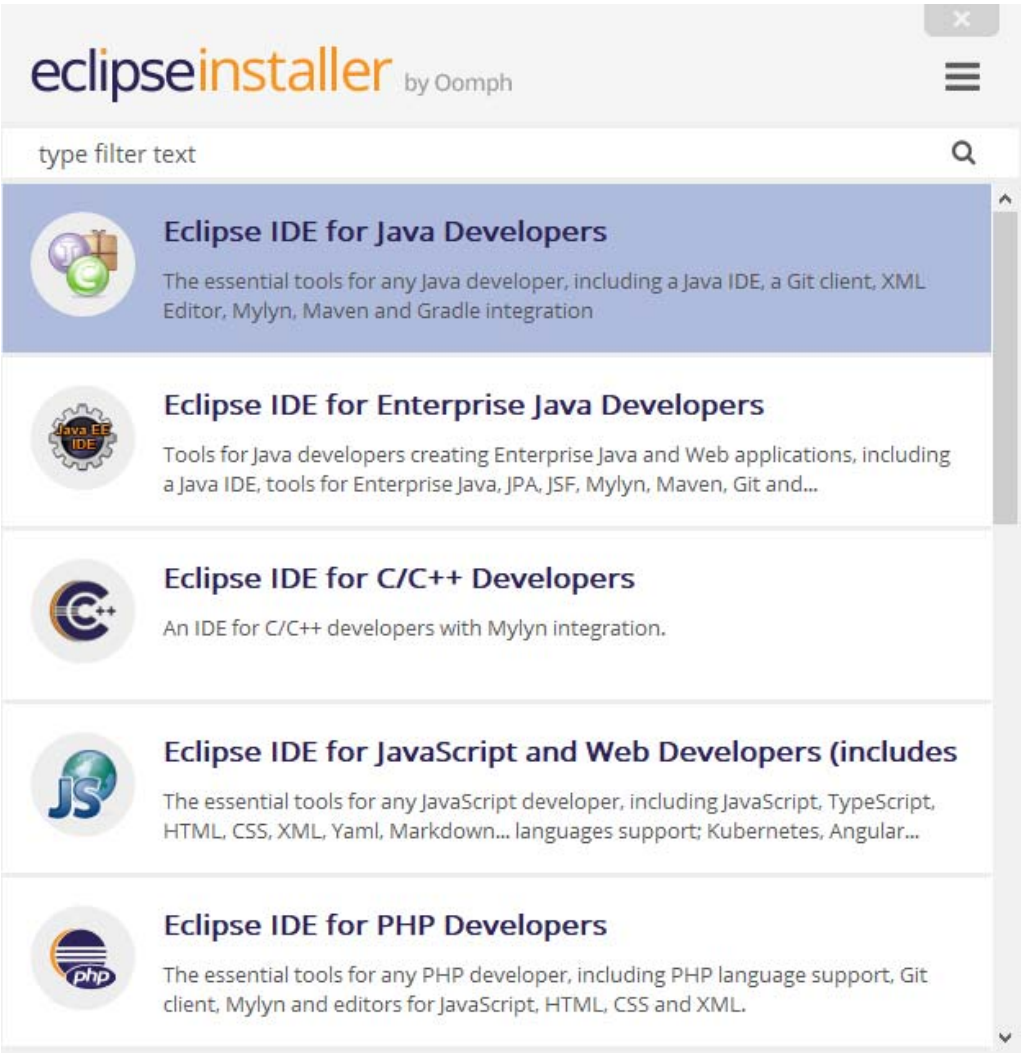 eclipseinstaller by Oomph
type filter text
Eclipse IDE for Java Developers
The essential tools for any Java developer, including a Java IDE, a Git client, XML
Editor, Mylyn, Maven and Gradle integration
Java EE
IDE
Eclipse IDE for Enterprise Java Developers
Tools for Java developers creating Enterprise Java and Web applications, including
a Java IDE, tools for Enterprise Java, JPA, JSF, Mylyn, Maven, Git and...
C++
Eclipse IDE for C/C++ Developers
An IDE for C/C++ developers with Mylyn integration.
JS
Eclipse IDE for JavaScript and Web Developers (includes
The essential tools for any JavaScript developer, including JavaScript, TypeScript,
HTML, CSS, XML, Yaml, Markdown... languages support; Kubernetes, Angular...
php
Eclipse IDE for PHP Developers
The essential tools for any PHP developer, including PHP language support, Git
client, Mylyn and editors for JavaScript, HTML, CSS and XML.